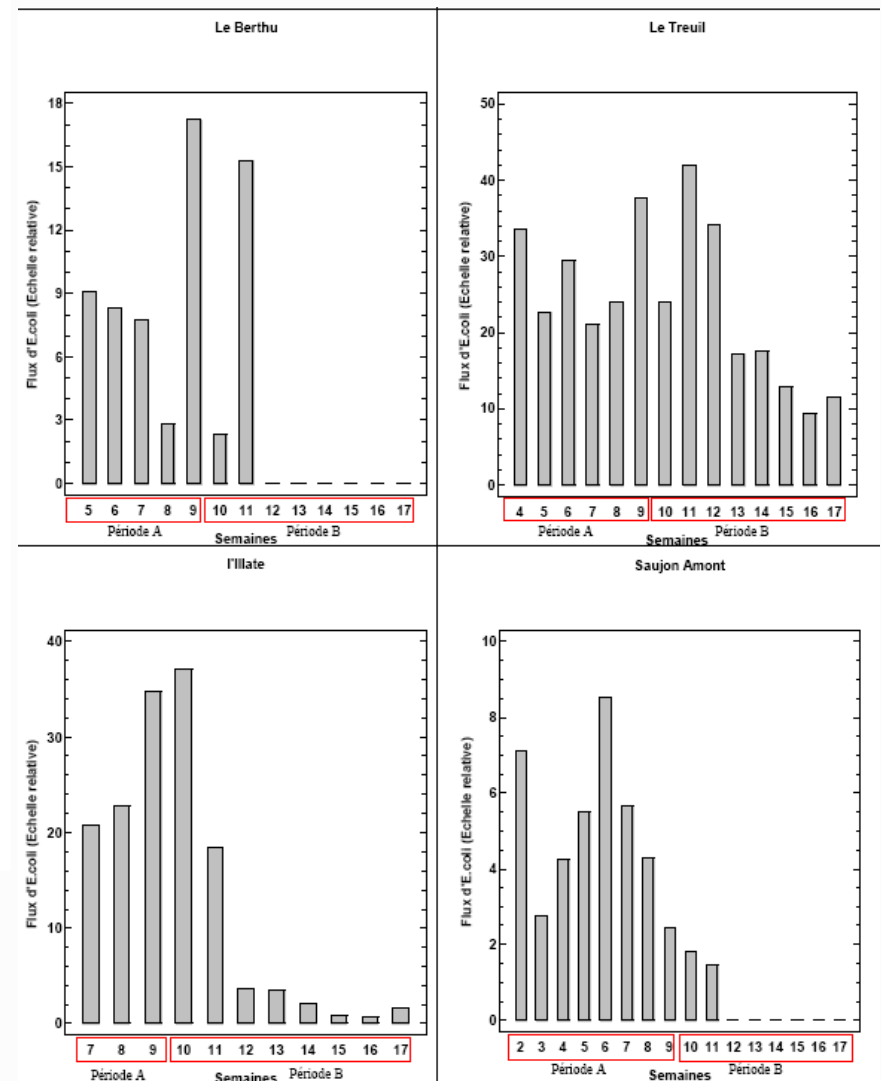 Le Berthu
Flux d'E.coli (Echelle relative)
18
15
12
9
6
3
0
5 6 7 8 9 10 11 12 13 14 15 16 17
Période A Semaines Période B
Le Treuil
Flux d'E.coli (Echelle relative)
50
40
30
20
10
0
4 5 6 7 8 9 10 11 12 13 14 15 16 17
Période A Semaines Période B
l'Illate
Flux d'E.coli (Echelle relative)
40
30
20
10
0
7 8 9 10 11 12 13 14 15 16 17
Période A Semaines Période B
Saujon Amont
Flux d'E.coli (Echelle relative)
10
8
6
4
2
0
2 3 4 5 6 7 8 9 10 11 12 13 14 15 16 17
Période A Semaines Période B